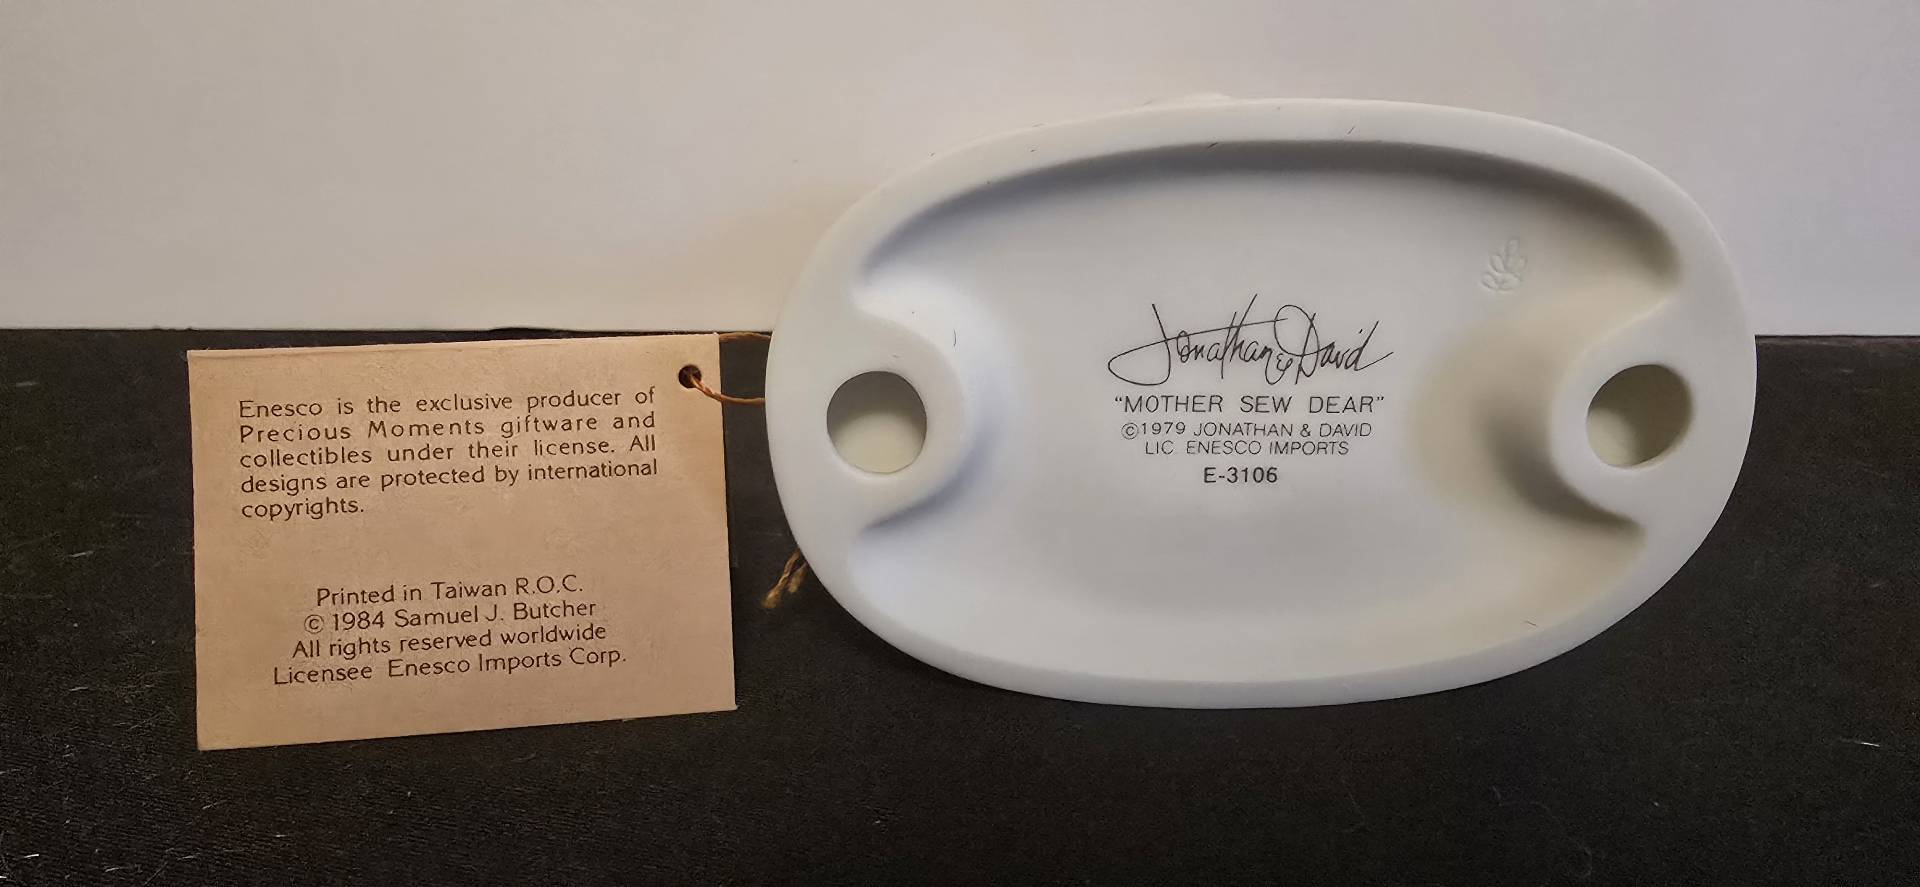 Enesco is the exclusive producer of
Precious Moments giftware and
collectibles under their license. All
designs are protected by international
copyrights.
Printed in Taiwan R.O.C.
© 1984 Samuel J. Butcher
All rights reserved worldwide
Licensee Enesco Imports Corp.
Jonathan & David
"MOTHER SEW DEAR"
©1979 JONATHAN & DAVID
LIC. ENESCO IMPORTS
E-3106